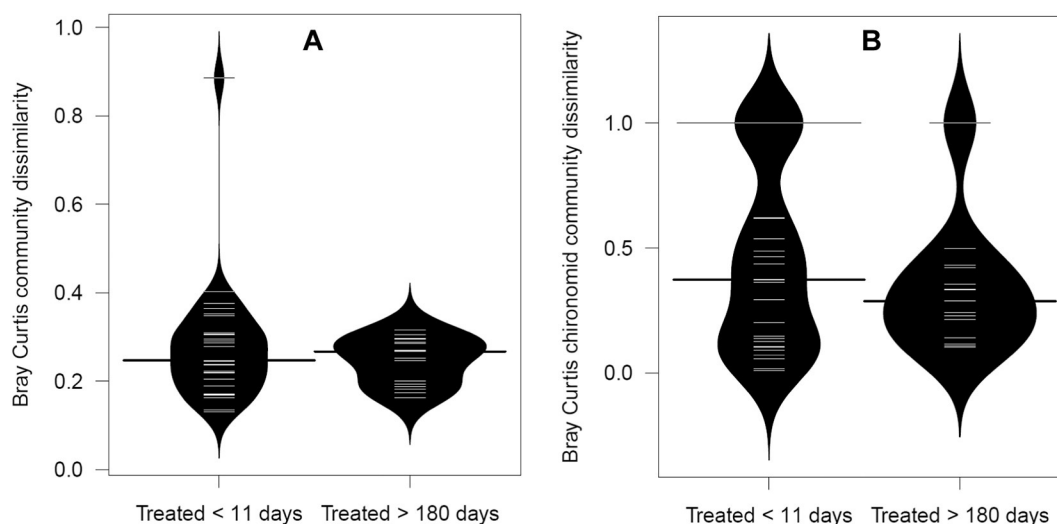 A
Bray Curtis community dissimilarity
1.0
0.8
0.6
0.4
0.2
0.0
Treated < 11 days
Treated > 180 days
B
Bray Curtis chironomid community dissimilarity
1.0
0.5
0.0
Treated < 11 days
Treated > 180 days